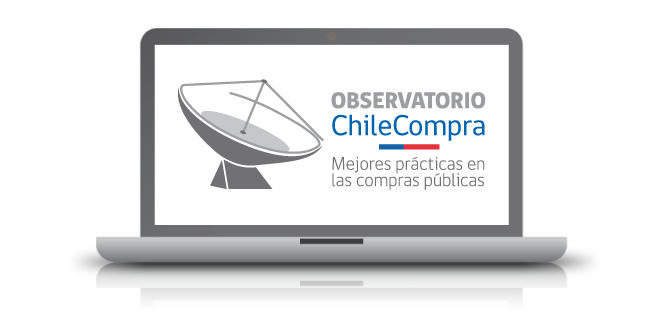 OBSERVATORIO
ChileCompra
Mejores prácticas en
las compras públicas